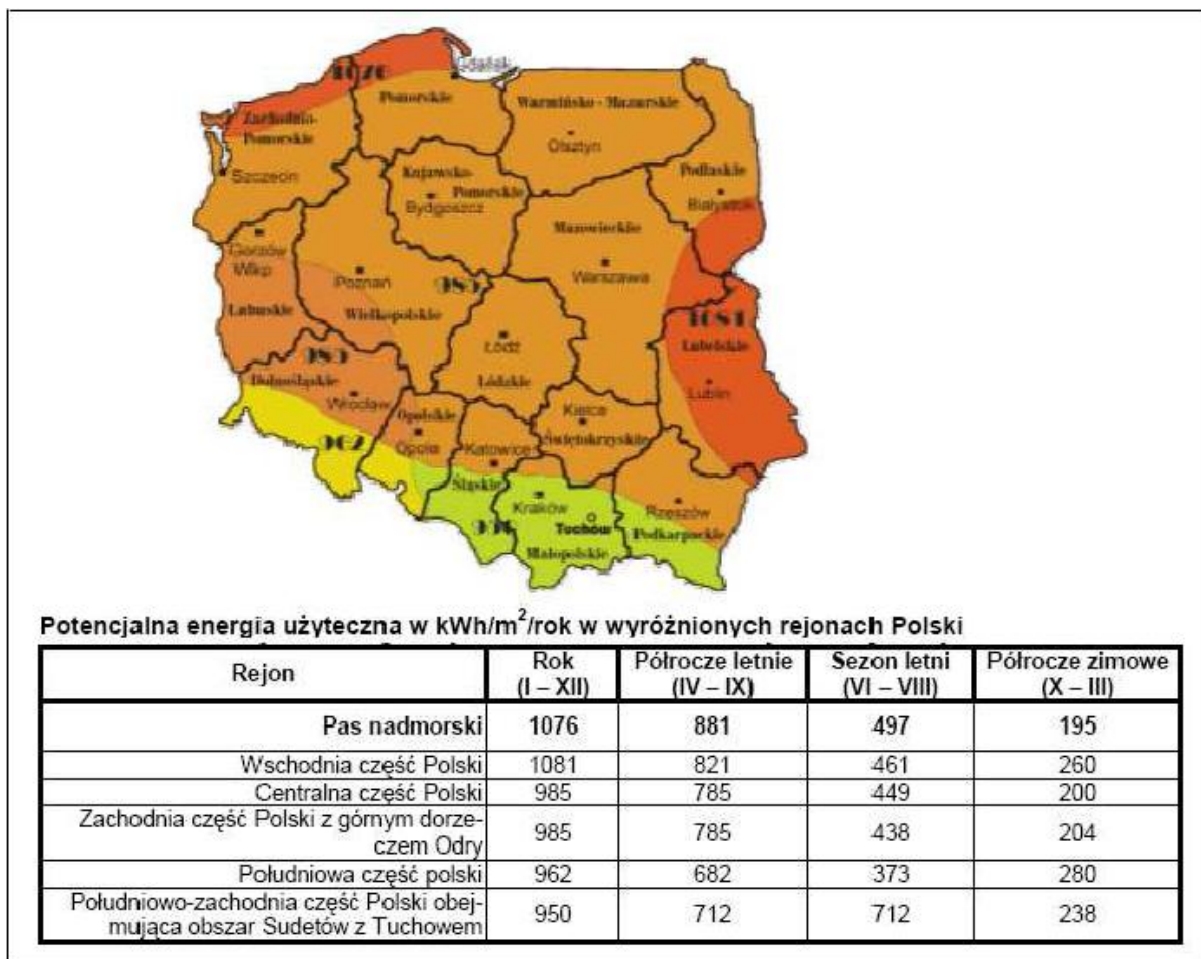 1076
Gdańsk
Pomorskie
Warmińsko - Mazurskie
Zachodnio-
Pomorskie
Olsztyn
Szczecin
Kujawsko-
Pomorskie
Bydgoszcz
Podlaskie
Białystok
Mazowieckie
Gorzów
Wlkp
Poznań
985
Warszawa
Lubuskie
Wielkopolskie
1081
Lubelskie
Łódź
985
Dolnośląskie
Łódzkie
Lublin
Wrocław
Opolskie
Kielce
962
Opole
Katowice
Świętokrzyskie
Śląskie
Kraków
Tuchów
Rzeszów
Podkarpackie
Małopolskie
Potencjalna energia użyteczna w kWh/m²/rok w wyróżnionych rejonach Polski
Rejon Rok (I – XII) Półrocze letnie (IV – IX) Sezon letni (VI – VIII) Półrocze zimowe (X – III)
Pas nadmorski 1076 881 497 195
Wschodnia część Polski 1081 821 461 260
Centralna część Polski 985 785 449 200
Zachodnia część Polski z górnym dorze-
czem Odry 985 785 438 204
Południowa część polski 962 682 373 280
Południowo-zachodnia część Polski obej-
mująca obszar Sudetów z Tuchowem 950 712 712 238